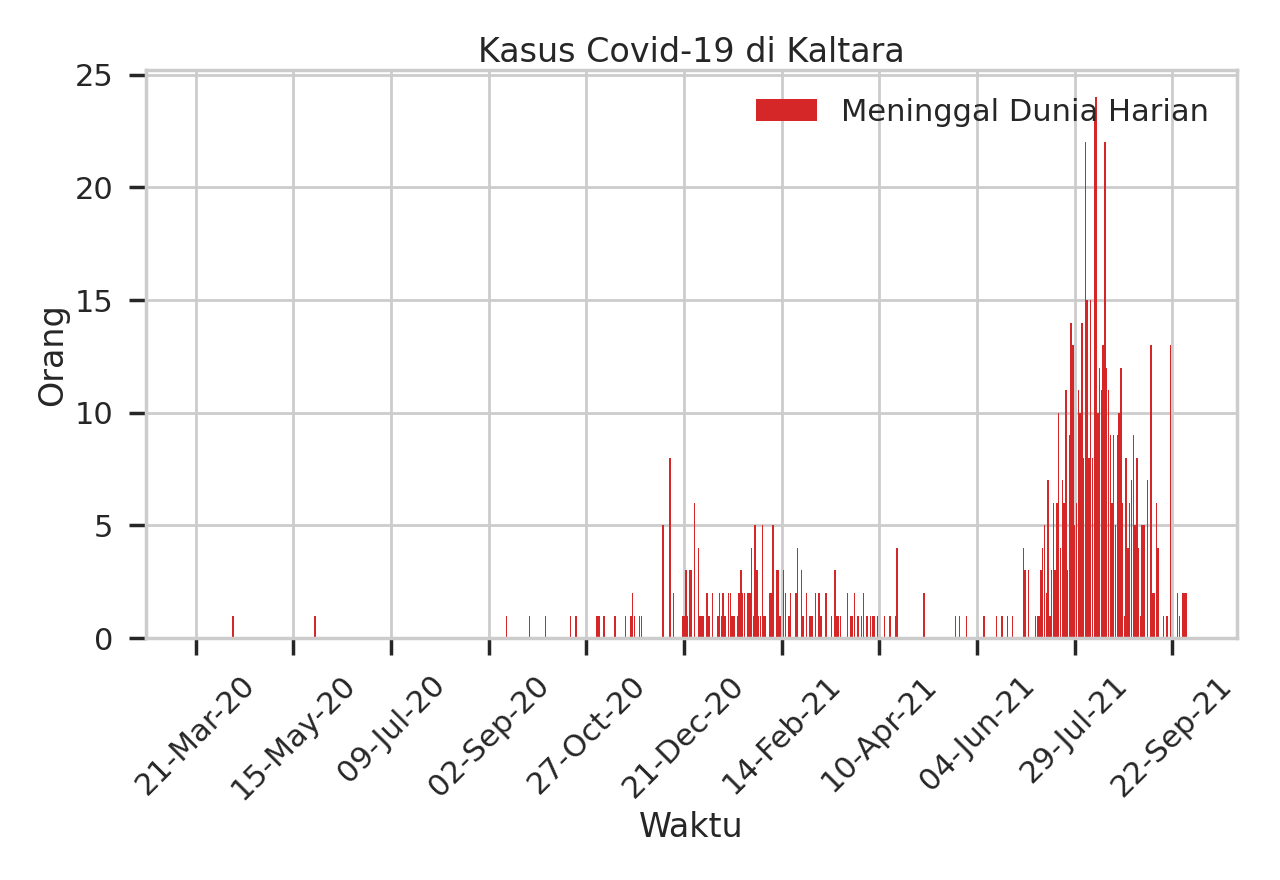 Kasus Covid-19 di Kaltara
Meninggal Dunia Harian
Orang
25
20
15
10
5
0
21-Mar-20
15-May-20
09-Jul-20
02-Sep-20
27-Oct-20
21-Dec-20
14-Feb-21
10-Apr-21
04-Jun-21
29-Jul-21
22-Sep-21
Waktu